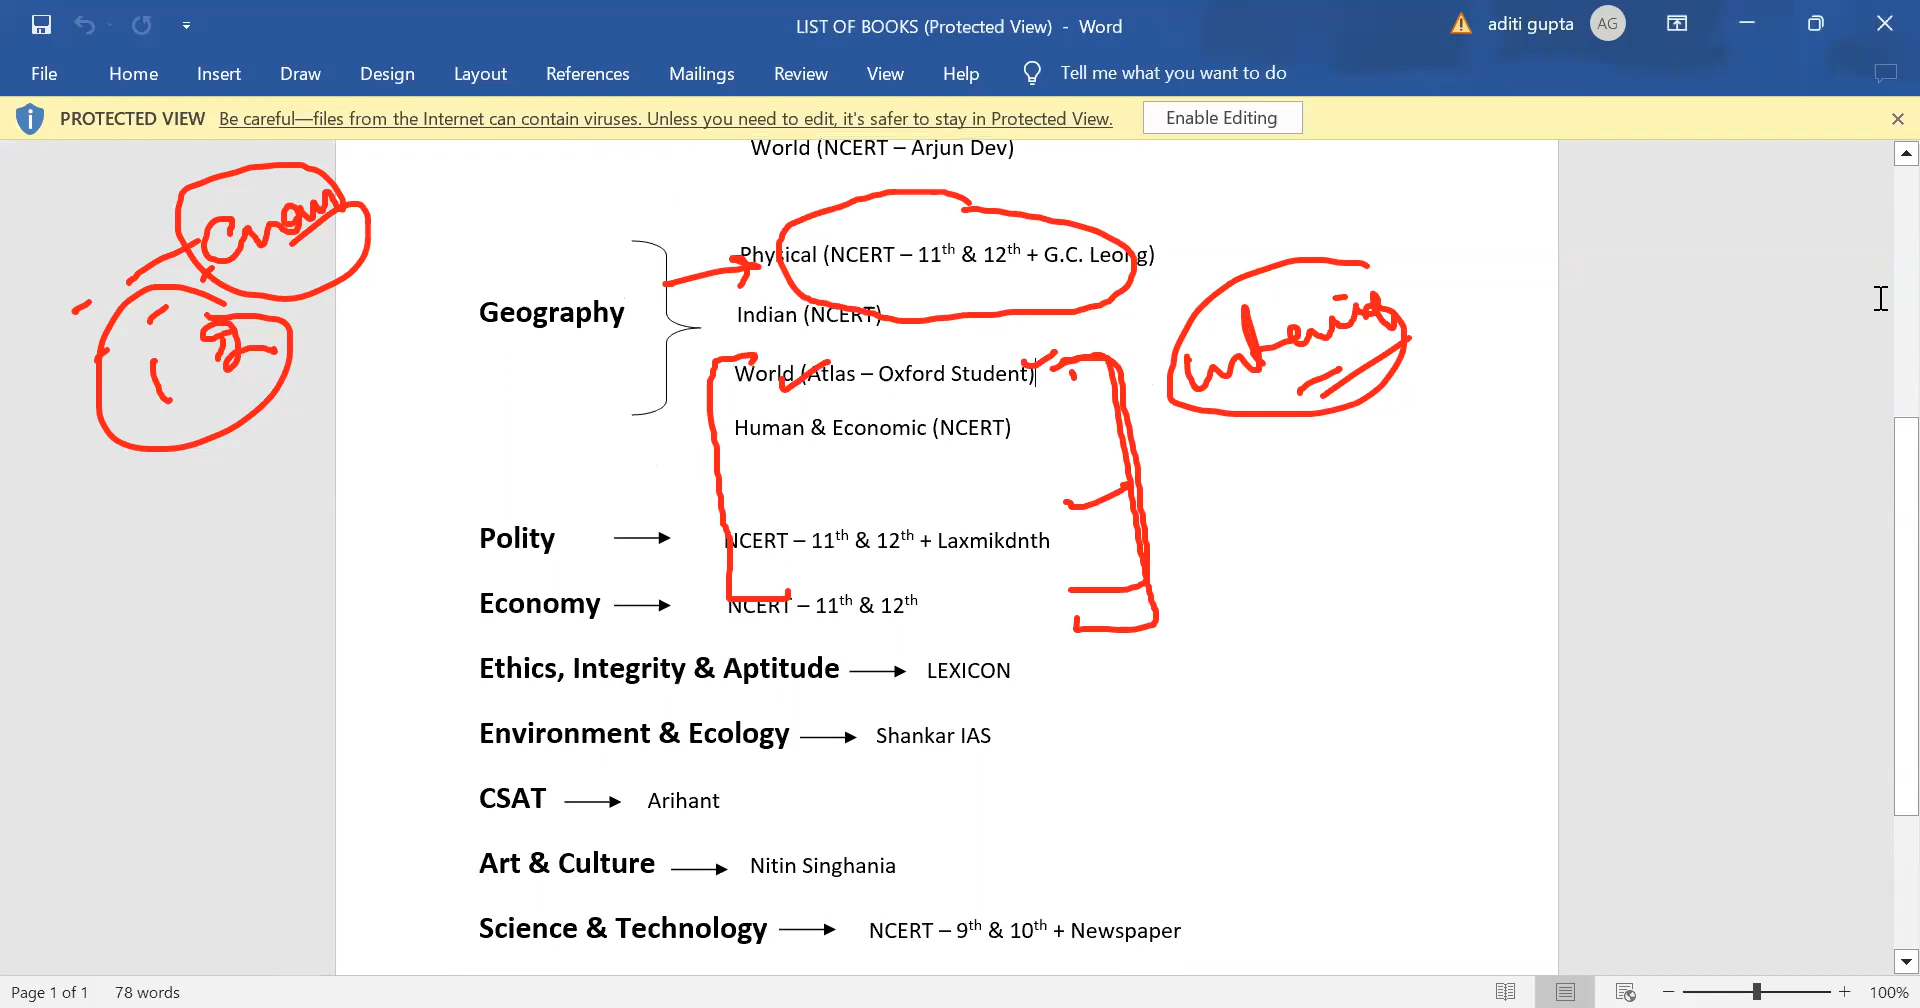 LIST OF BOOKS (Protected View) - Word
aditi gupta
AG
File Home Insert Draw Design Layout References Mailings Review View Help Tell me what you want to do
PROTECTED VIEW Be careful—files from the Internet can contain viruses. Unless you need to edit, it's safer to stay in Protected View. Enable Editing
World (NCERT – Arjun Dev)
Physical (NCERT – 11th & 12th + G.C. Leong)
Geography
Indian (NCERT)
World (Atlas – Oxford Student)
Human & Economic (NCERT)
Polity NCERT – 11th & 12th + Laxmikdnth
Economy NCERT – 11th & 12th
Ethics, Integrity & Aptitude LEXICON
Environment & Ecology Shankar IAS
CSAT Arihant
Art & Culture Nitin Singhania
Science & Technology NCERT – 9th & 10th + Newspaper
Page 1 of 1 78 words
100%